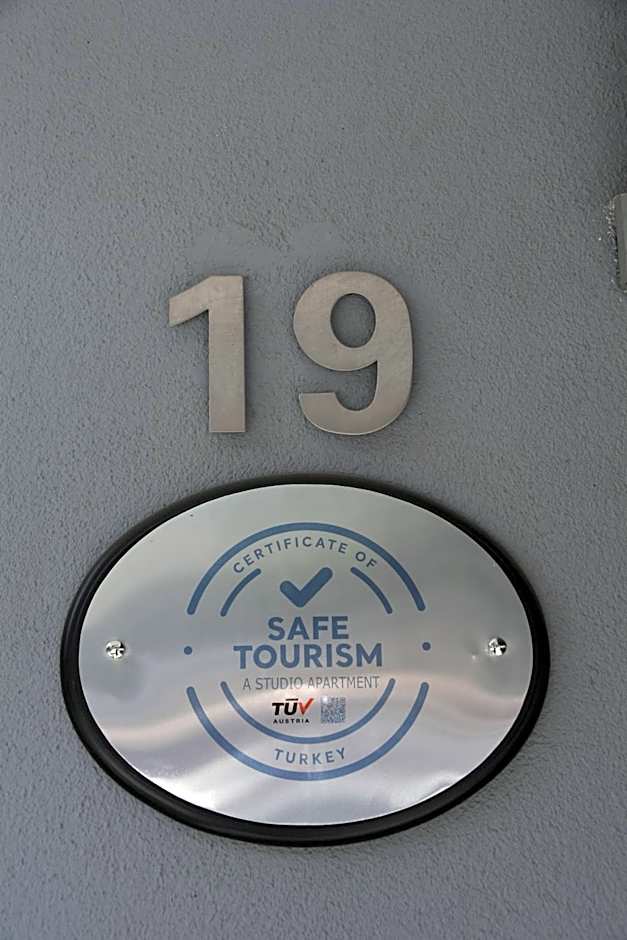 19
CERTIFICATE OF
SAFE
TOURISM
A STUDIO APARTMENT
TÜV
AUSTRIA
TURKEY